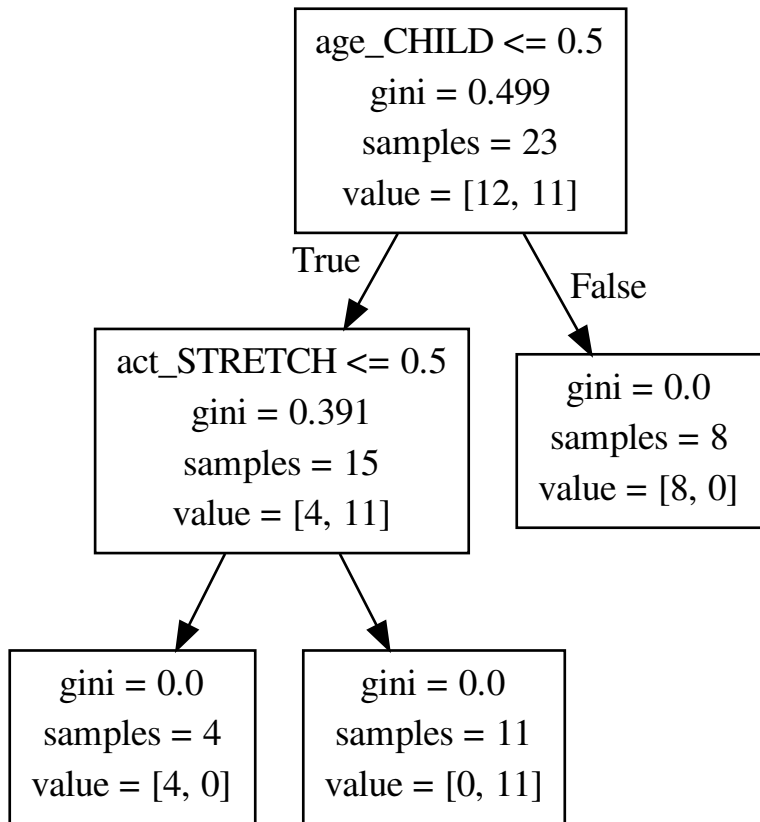 age_CHILD <= 0.5
gini = 0.499
samples = 23
value = [12, 11]
True
False
act_STRETCH <= 0.5
gini = 0.391
samples = 15
value = [4, 11]
gini = 0.0
samples = 8
value = [8, 0]
gini = 0.0
samples = 4
value = [4, 0]
gini = 0.0
samples = 11
value = [0, 11]